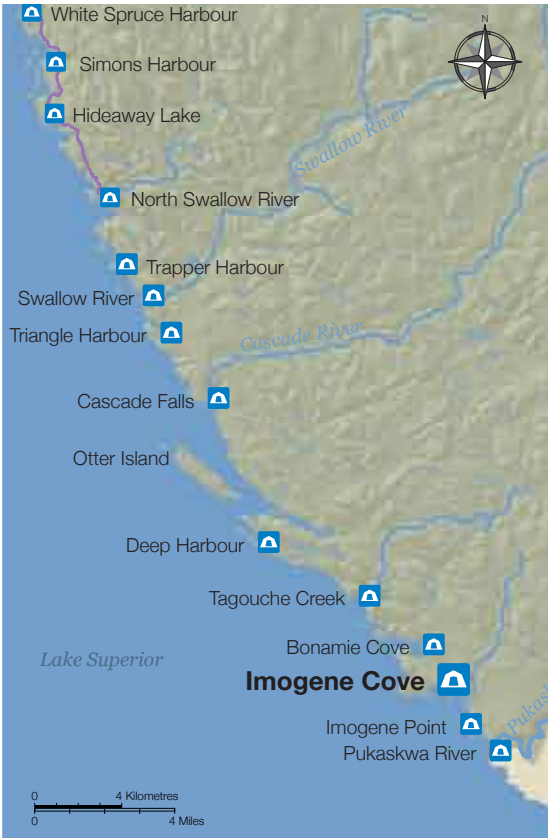 N
White Spruce Harbour
Simons Harbour
Hideaway Lake
Swallow River
North Swallow River
Trapper Harbour
Swallow River
Triangle Harbour
Cascade River
Cascade Falls
Otter Island
Deep Harbour
Tagouche Creek
Bonamie Cove
Lake Superior
Imogene Cove
Pukask
Imogene Point
Pukaskwa River
0 4 Kilometres
0 4 Miles